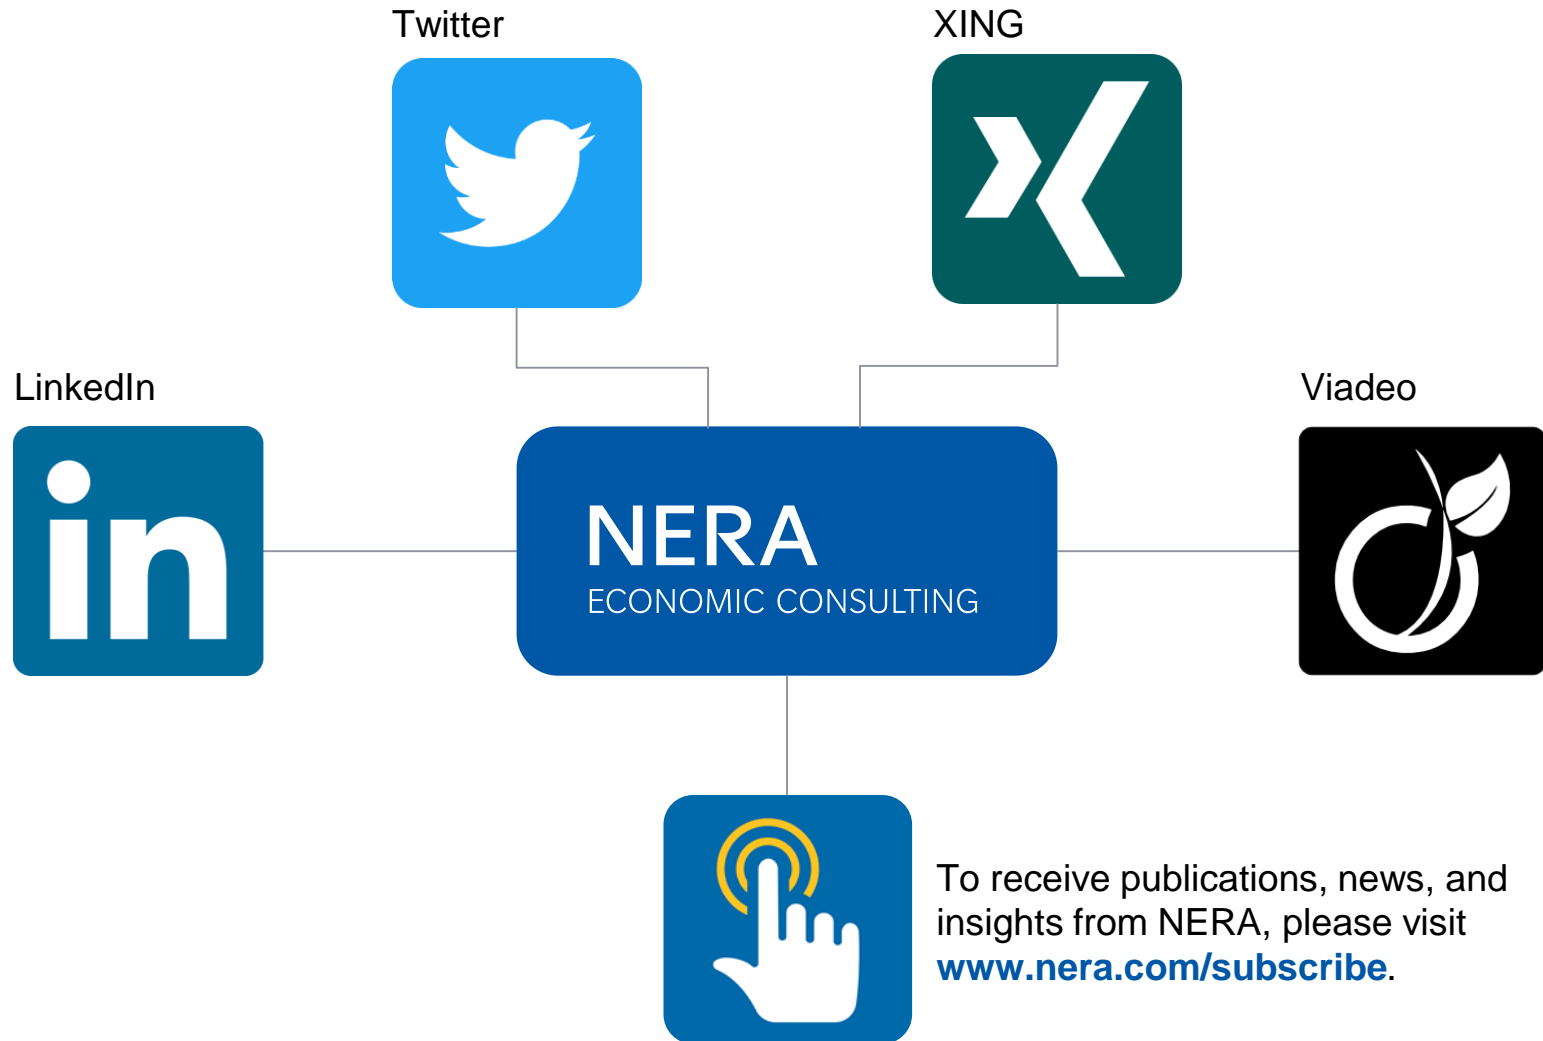 Twitter
XING
LinkedIn
Viadeo
in
NERA
ECONOMIC CONSULTING
To receive publications, news, and
insights from NERA, please visit
www.nera.com/subscribe.